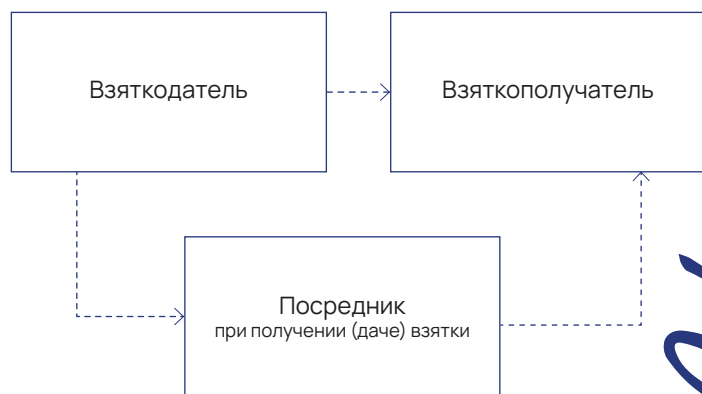 Взяткодатель
Взяткополучатель
Посредник
при получении (даче) взятки